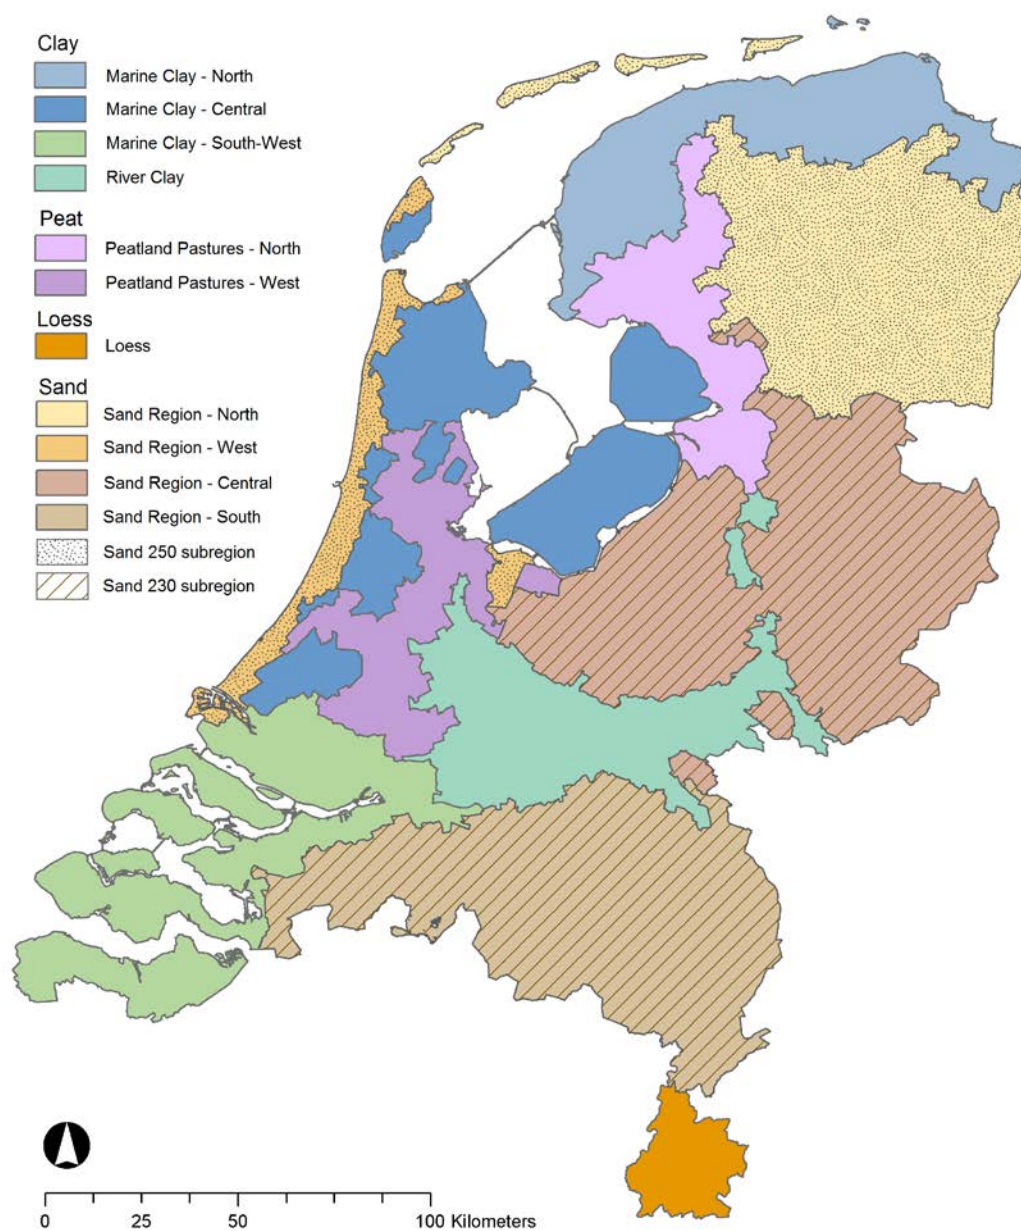 Clay
Marine Clay - North
Marine Clay - Central
Marine Clay - South-West
River Clay
Peat
Peatland Pastures - North
Peatland Pastures - West
Loess
Loess
Sand
Sand Region - North
Sand Region - West
Sand Region - Central
Sand Region - South
Sand 250 subregion
Sand 230 subregion
0 25 50 100 Kilometers